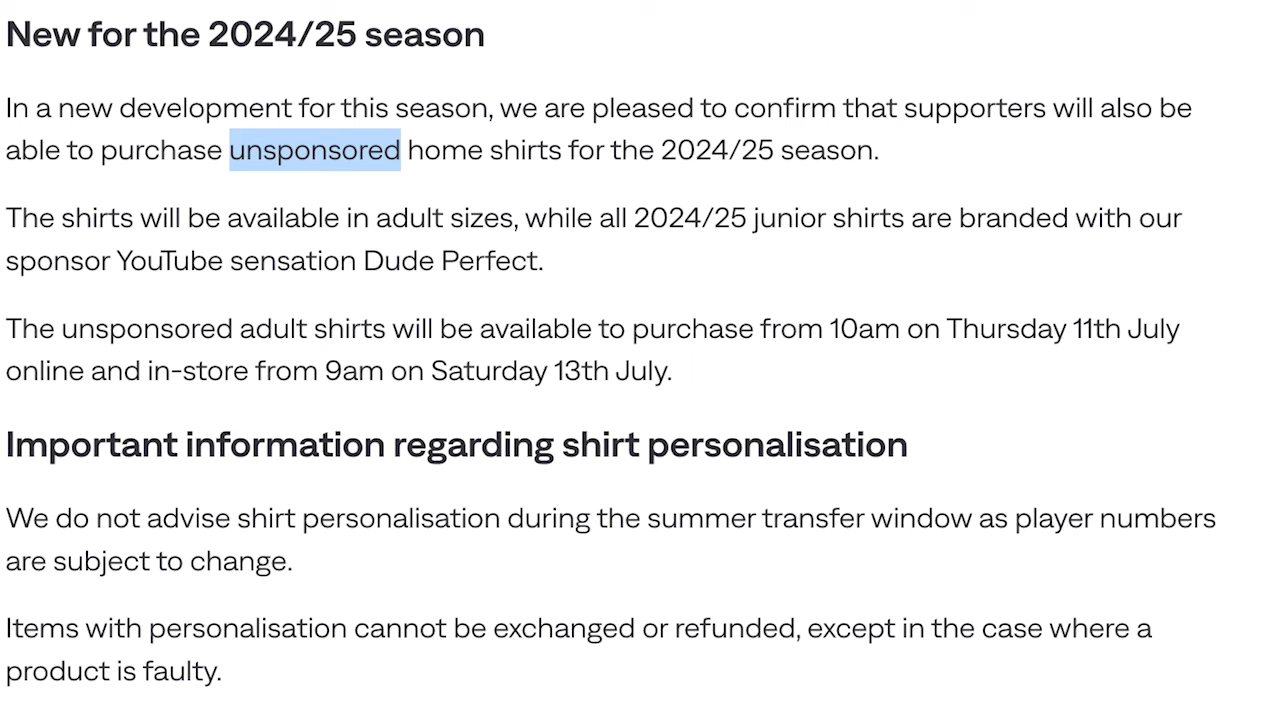 New for the 2024/25 season
In a new development for this season, we are pleased to confirm that supporters will also be
able to purchase unsponsored home shirts for the 2024/25 season.
The shirts will be available in adult sizes, while all 2024/25 junior shirts are branded with our
sponsor YouTube sensation Dude Perfect.
The unsponsored adult shirts will be available to purchase from 10am on Thursday 11th July
online and in-store from 9am on Saturday 13th July.
Important information regarding shirt personalisation
We do not advise shirt personalisation during the summer transfer window as player numbers
are subject to change.
Items with personalisation cannot be exchanged or refunded, except in the case where a
product is faulty.